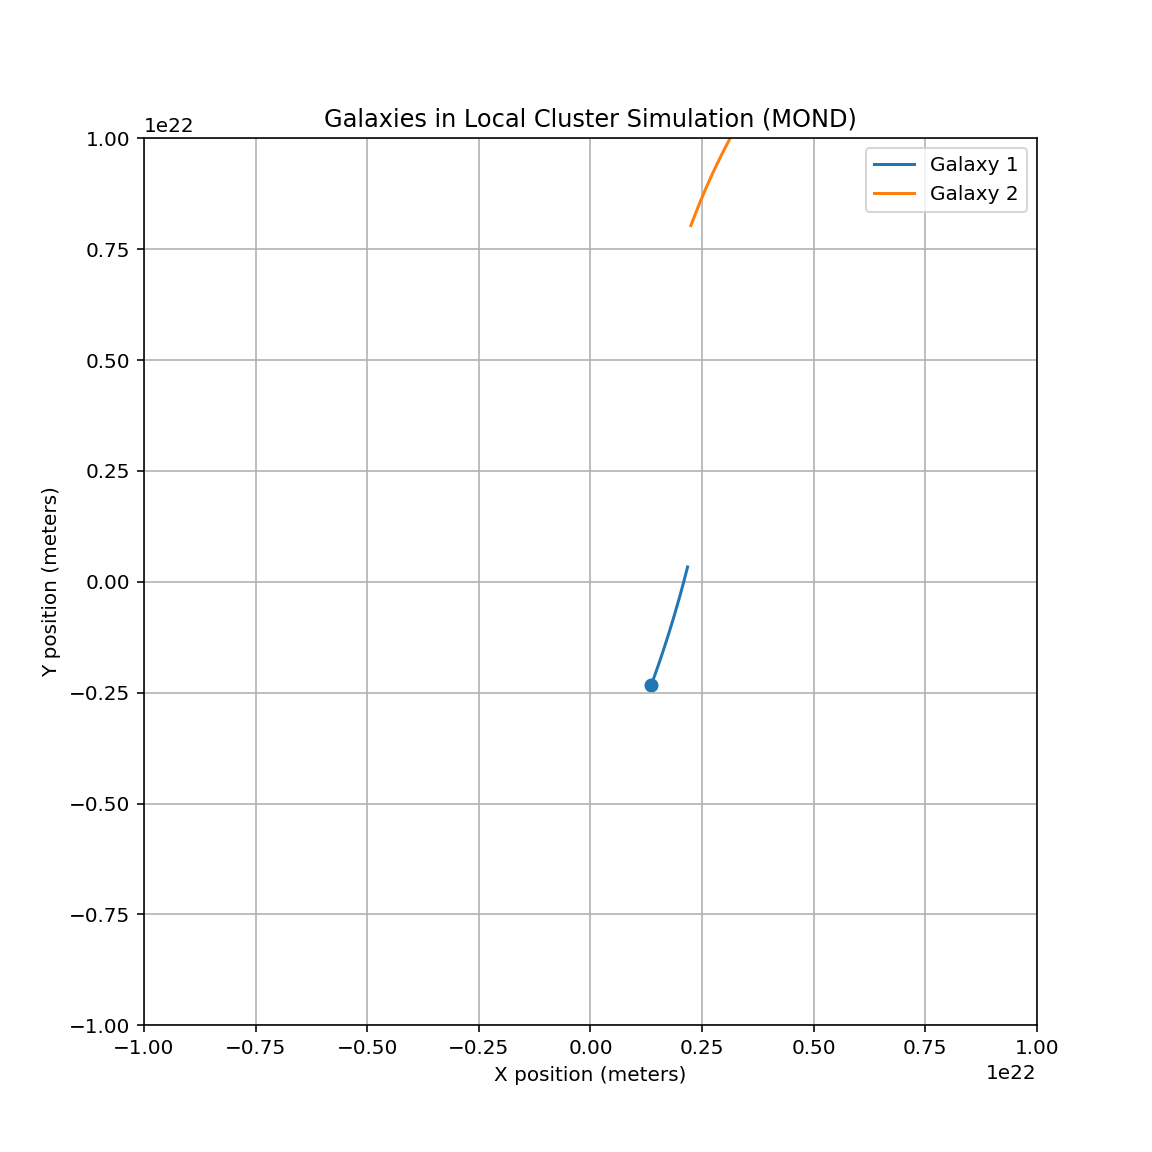 Galaxies in Local Cluster Simulation (MOND)
1e22
Galaxy 1
Galaxy 2
1.00
0.75
0.50
0.25
0.00
−0.25
−0.50
−0.75
−1.00
Y position (meters)
−1.00 −0.75 −0.50 −0.25 0.00 0.25 0.50 0.75 1.00
X position (meters)
1e22